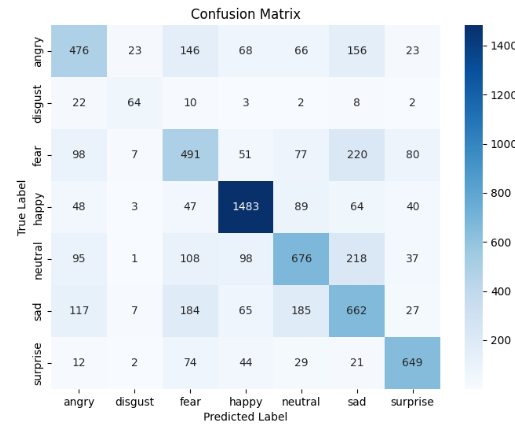 Confusion Matrix
angry 476 23 146 68 66 156 23
disgust 22 64 10 3 2 8 2
fear 98 7 491 51 77 220 80
happy 48 3 47 1483 89 64 40
neutral 95 1 108 98 676 218 37
sad 117 7 184 65 185 662 27
surprise 12 2 74 44 29 21 649
angry disgust fear happy neutral sad surprise
Predicted Label
True Label
1400
1200
1000
800
600
400
200